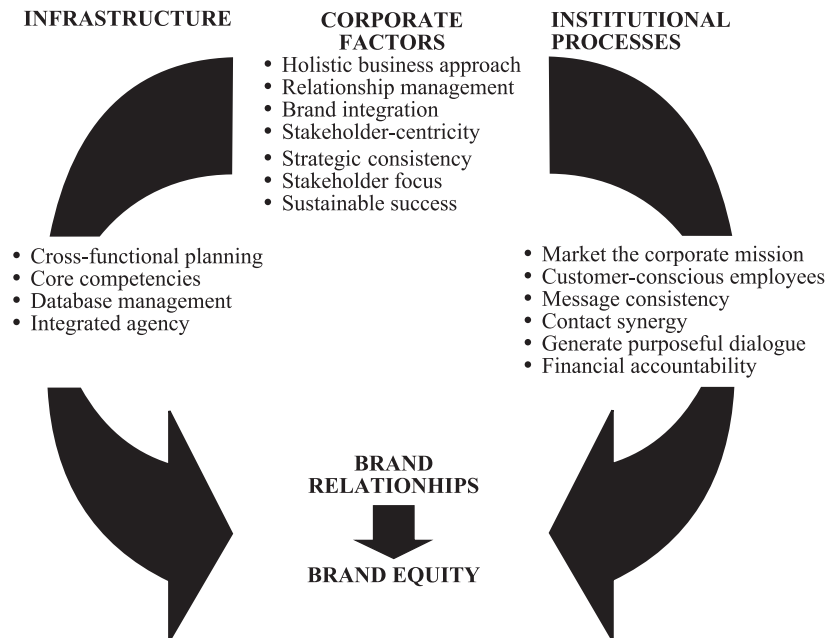 INFRASTRUCTURE
CORPORATE
FACTORS
• Holistic business approach
• Relationship management
• Brand integration
• Stakeholder-centricity
• Strategic consistency
• Stakeholder focus
• Sustainable success
INSTITUTIONAL
PROCESSES
• Cross-functional planning
• Core competencies
• Database management
• Integrated agency
• Market the corporate mission
• Customer-conscious employees
• Message consistency
• Contact synergy
• Generate purposeful dialogue
• Financial accountability
BRAND
RELATIONSHIPS
BRAND EQUITY